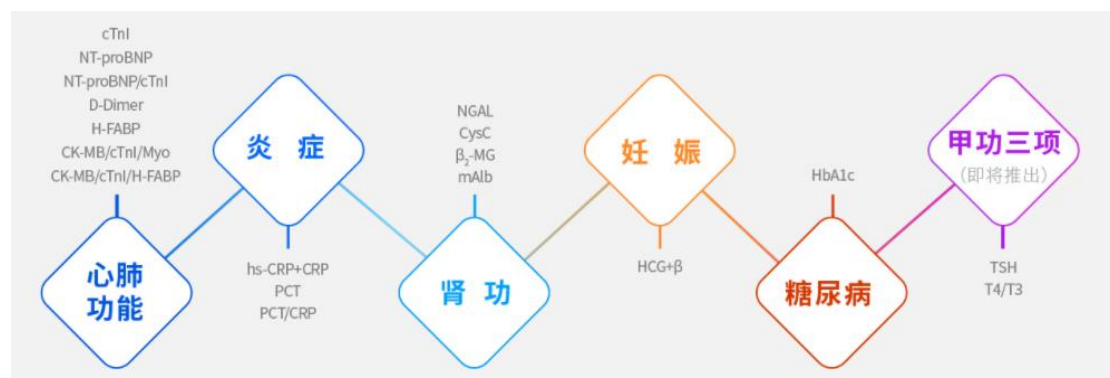 cTnI
NT-proBNP
NT-proBNP/cTnI
D-Dimer
H-FABP
CK-MB/cTnI/Myo
CK-MB/cTnI/H-FABP
心肺
功能
炎 症
hs-CRP+CRP
PCT
PCT/CRP
NGAL
CysC
β₂-MG
mAlb
肾 功
妊 娠
HCG+β
HbA1c
糖尿病
甲功三项
(即将推出)
TSH
T4/T3